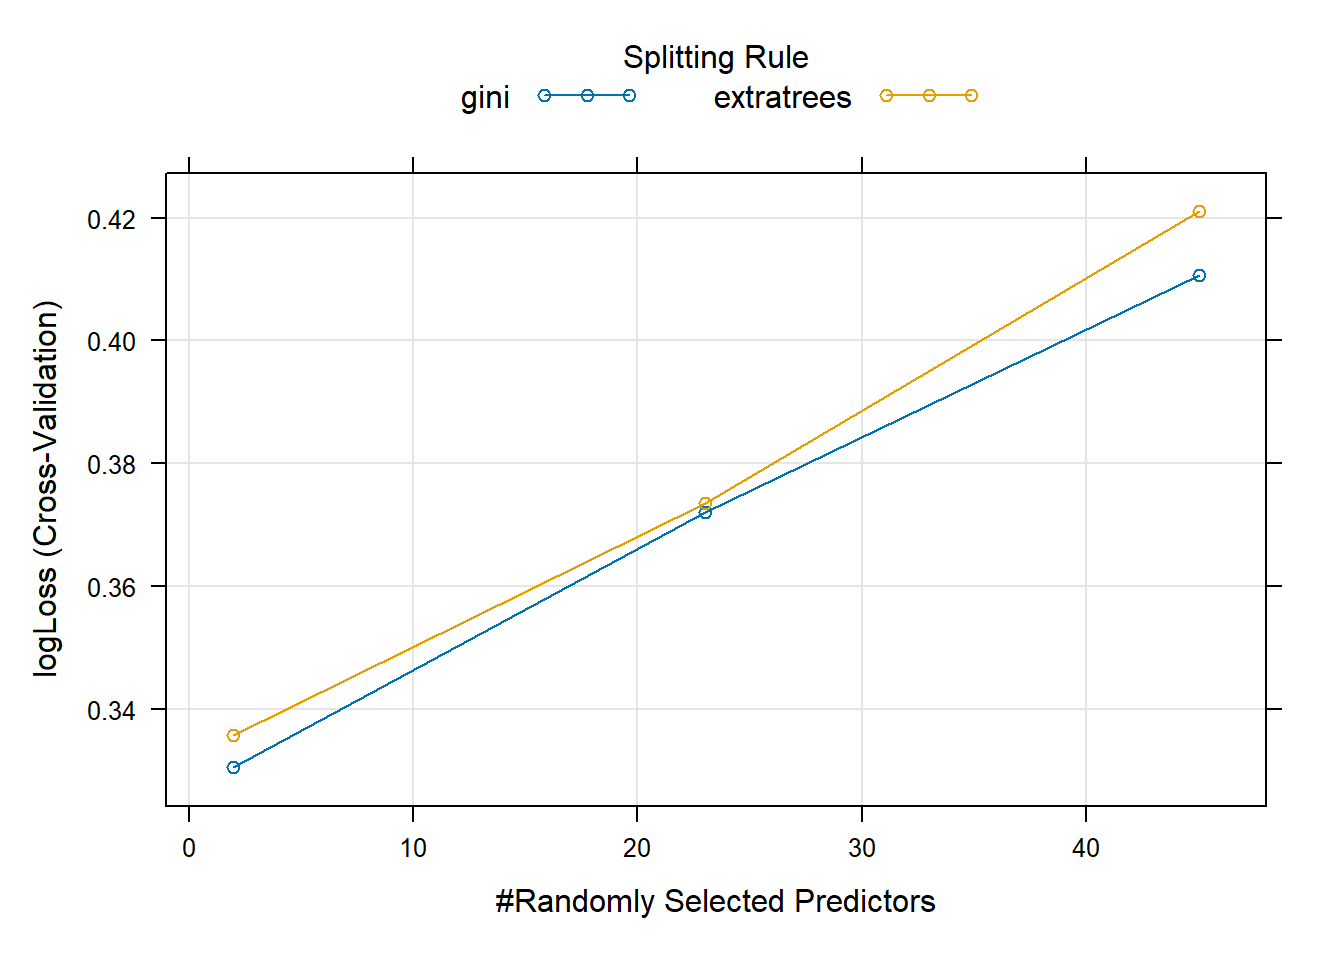 Splitting Rule
gini extratrees
0.42
0.40
0.38
0.36
0.34
logLoss (Cross-Validation)
0 10 20 30 40
#Randomly Selected Predictors